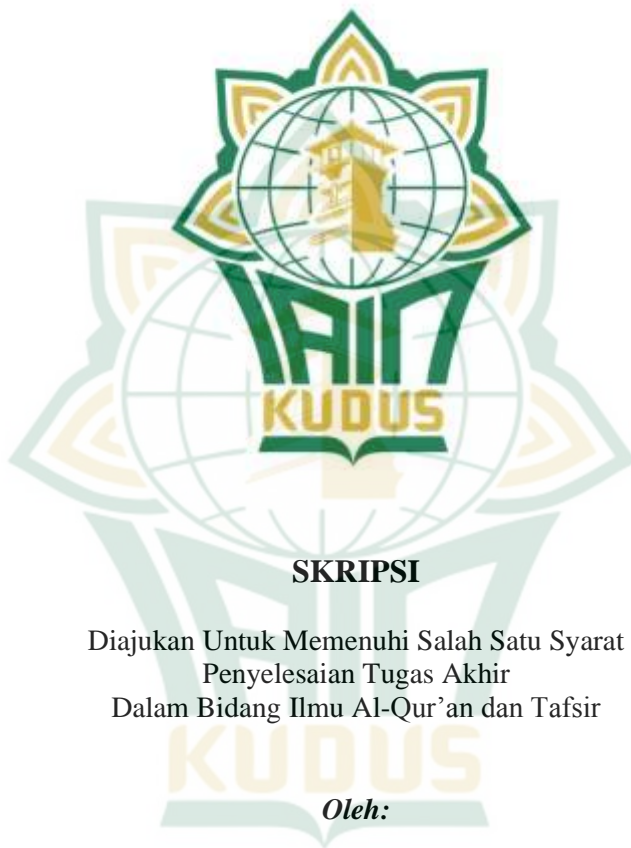 IAIN
KUDUS
SKRIPSI
Diajukan Untuk Memenuhi Salah Satu Syarat
Penyelesaian Tugas Akhir
Dalam Bidang Ilmu Al-Qur’an dan Tafsir
KUDUS
Oleh: